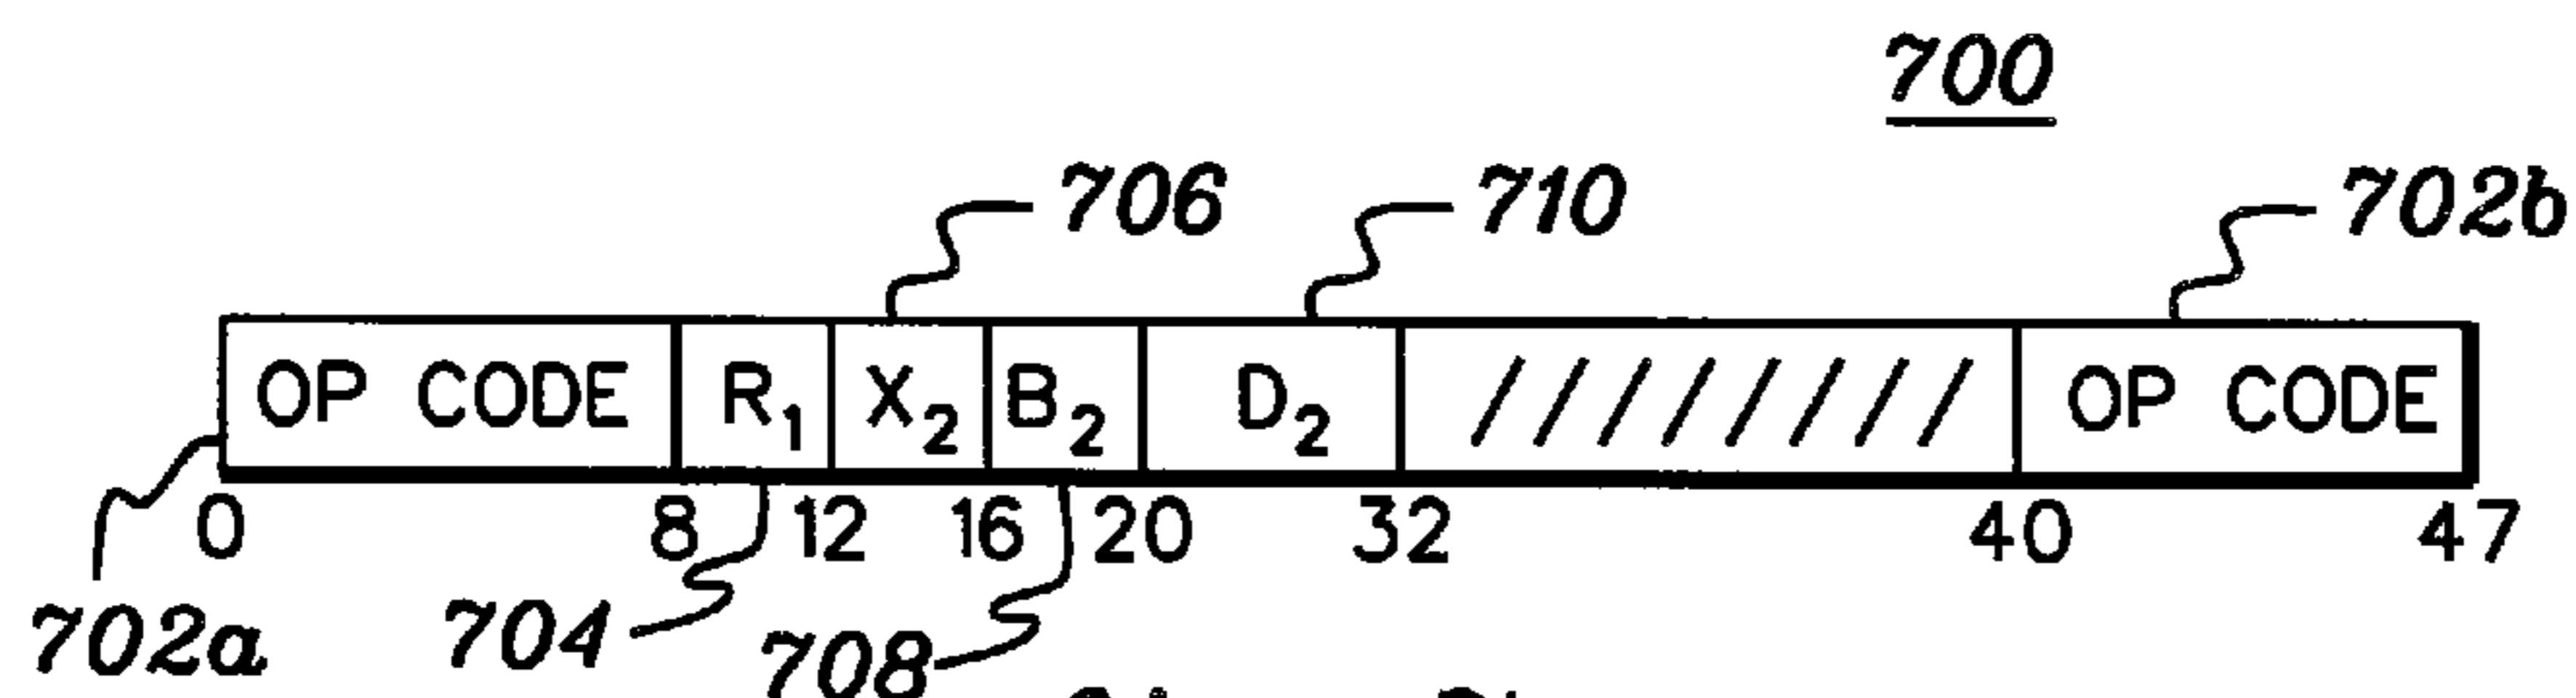 700
706 710 702b
OP CODE R₁ X₂ B₂ D₂ / / / / / / / / OP CODE
0 8 12 16 20 32 40 47
702a 704 708